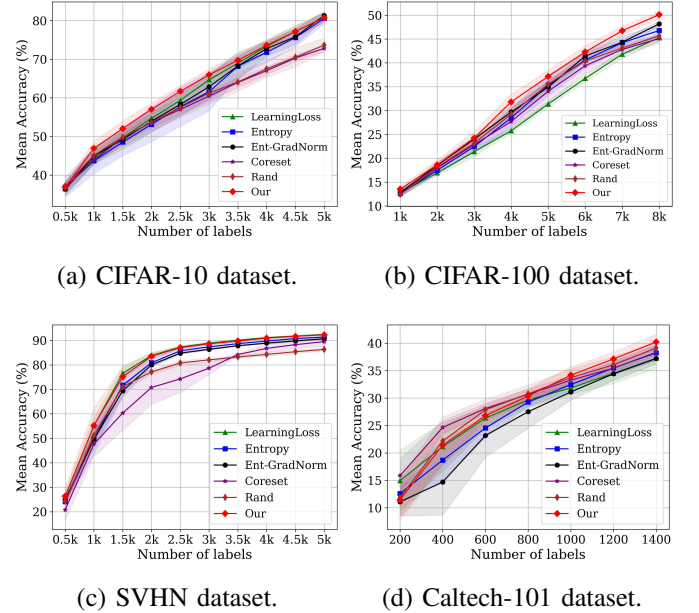 80
70
60
50
40
Mean Accuracy (%)
LearningLoss
Entropy
Ent-GradNorm
Coreset
Rand
Our
0.5k 1k 1.5k 2k 2.5k 3k 3.5k 4k 4.5k 5k
Number of labels
(a) CIFAR-10 dataset.
50
45
40
35
30
25
20
15
10
Mean Accuracy (%)
LearningLoss
Entropy
Ent-GradNorm
Coreset
Rand
Our
1k 2k 3k 4k 5k 6k 7k 8k
Number of labels
(b) CIFAR-100 dataset.
90
80
70
60
50
40
30
20
Mean Accuracy (%)
LearningLoss
Entropy
Ent-GradNorm
Coreset
Rand
Our
0.5k 1k 1.5k 2k 2.5k 3k 3.5k 4k 4.5k 5k
Number of labels
(c) SVHN dataset.
40
35
30
25
20
15
10
Mean Accuracy (%)
LearningLoss
Entropy
Ent-GradNorm
Coreset
Rand
Our
200 400 600 800 1000 1200 1400
Number of labels
(d) Caltech-101 dataset.